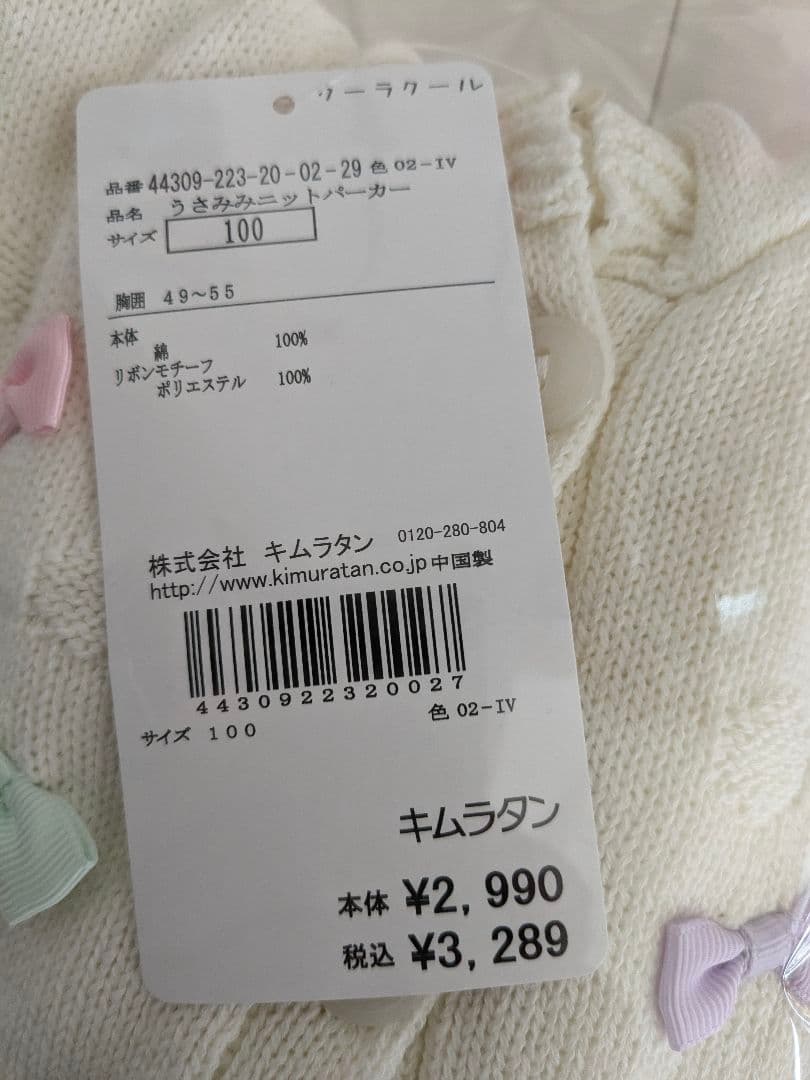 クーラクール
品番 44309-223-20-02-29 色 02-IV
品名 うさみみニットパーカー
サイズ 100
胸囲 49~55
本体
綿 100%
リボンモチーフ
ポリエステル 100%
株式会社 キムラタン 0120-280-804
http://www.kimuratan.co.jp 中国製
4430922320027
サイズ 100 色 02-IV
キムラタン
本体 ¥2,990
税込 ¥3,289